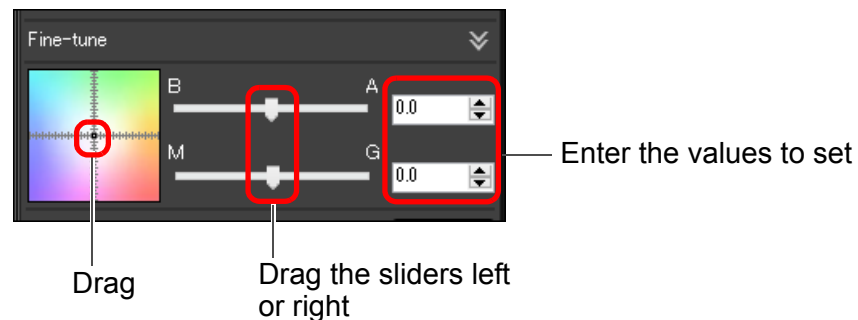 Fine-tune
B A 0.0
M G 0.0
Enter the values to set
Drag
Drag the sliders left
or right